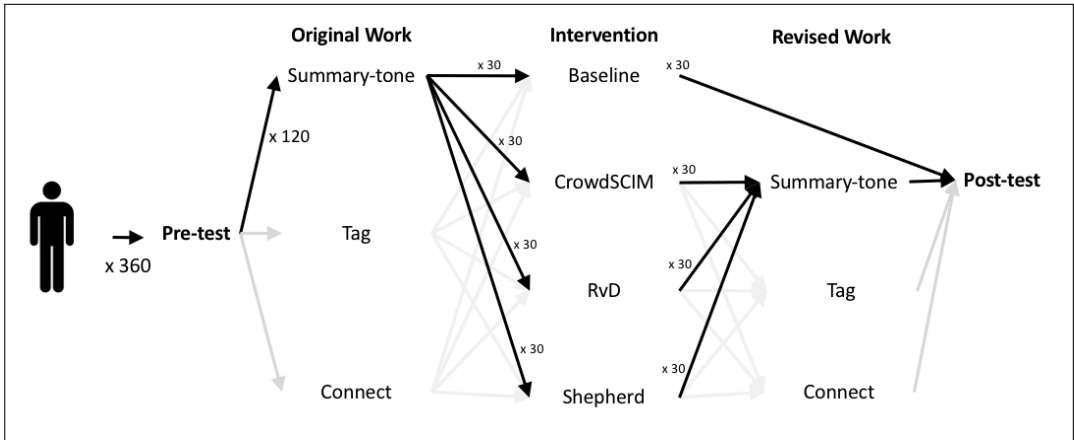 Original Work
Intervention
Revised Work
Summary-tone
x 30
Baseline
x 30
x 120
x 30
x 30
CrowdSCIM
Summary-tone
Post-test
Pre-test
x 360
Tag
x 30
x 30
RvD
Tag
x 30
x 30
Connect
Shepherd
Connect